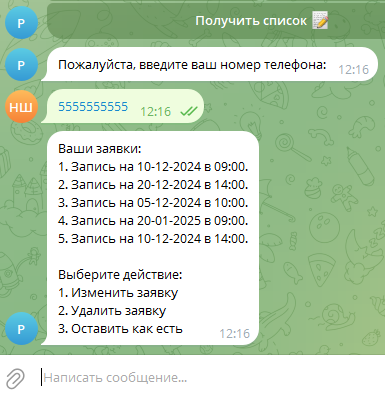 Получить список 📝
Р
Р
Пожалуйста, введите ваш номер телефона:
12:16
НШ
5555555555
12:16
Ваши заявки:
1. Запись на 10-12-2024 в 09:00.
2. Запись на 20-12-2024 в 14:00.
3. Запись на 05-12-2024 в 10:00.
4. Запись на 20-01-2025 в 09:00.
5. Запись на 10-12-2024 в 14:00.
Выберите действие:
1. Изменить заявку
2. Удалить заявку
3. Оставить как есть
Р
12:16
Написать сообщение...